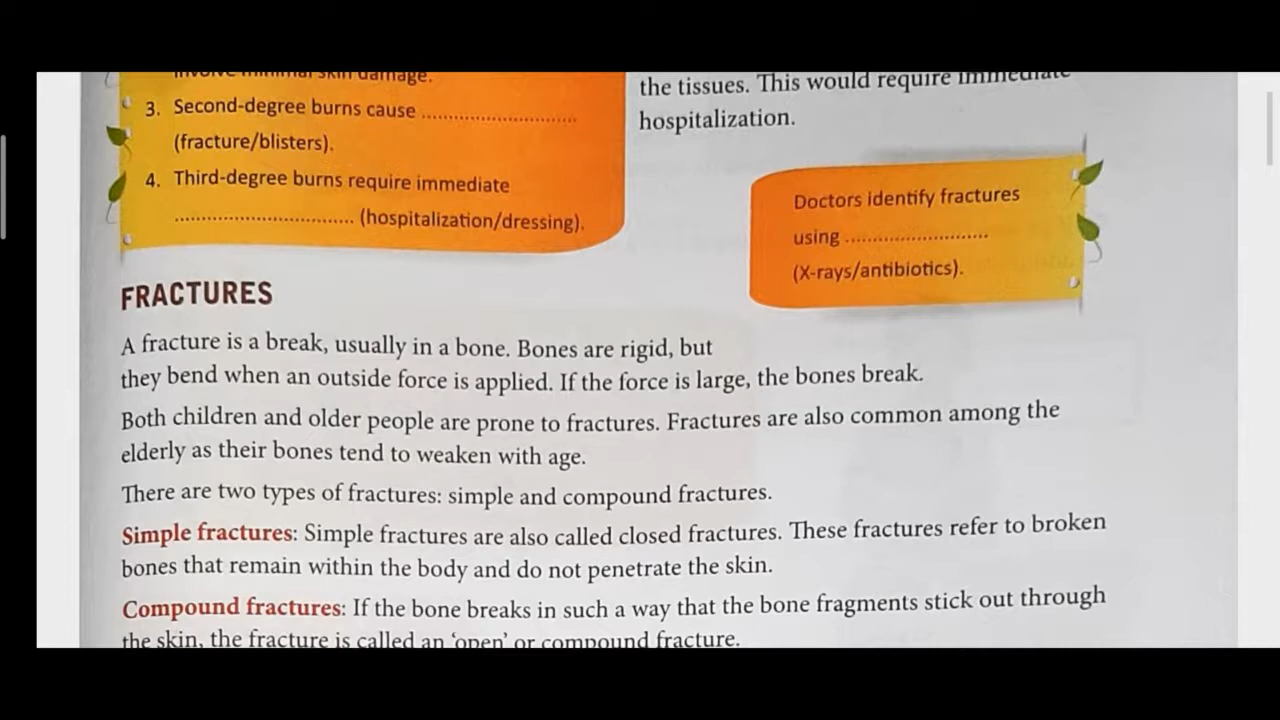 involve minimal skin damage.
3. Second-degree burns cause ..............................
(fracture/blisters).
4. Third-degree burns require immediate
.................................. (hospitalization/dressing).
the tissues. This would require immediate
hospitalization.
Doctors identify fractures
using ...........................
(X-rays/antibiotics).
FRACTURES
A fracture is a break, usually in a bone. Bones are rigid, but
they bend when an outside force is applied. If the force is large, the bones break.
Both children and older people are prone to fractures. Fractures are also common among the
elderly as their bones tend to weaken with age.
There are two types of fractures: simple and compound fractures.
Simple fractures: Simple fractures are also called closed fractures. These fractures refer to broken
bones that remain within the body and do not penetrate the skin.
Compound fractures: If the bone breaks in such a way that the bone fragments stick out through
the skin, the fracture is called an ‘open’ or compound fracture.